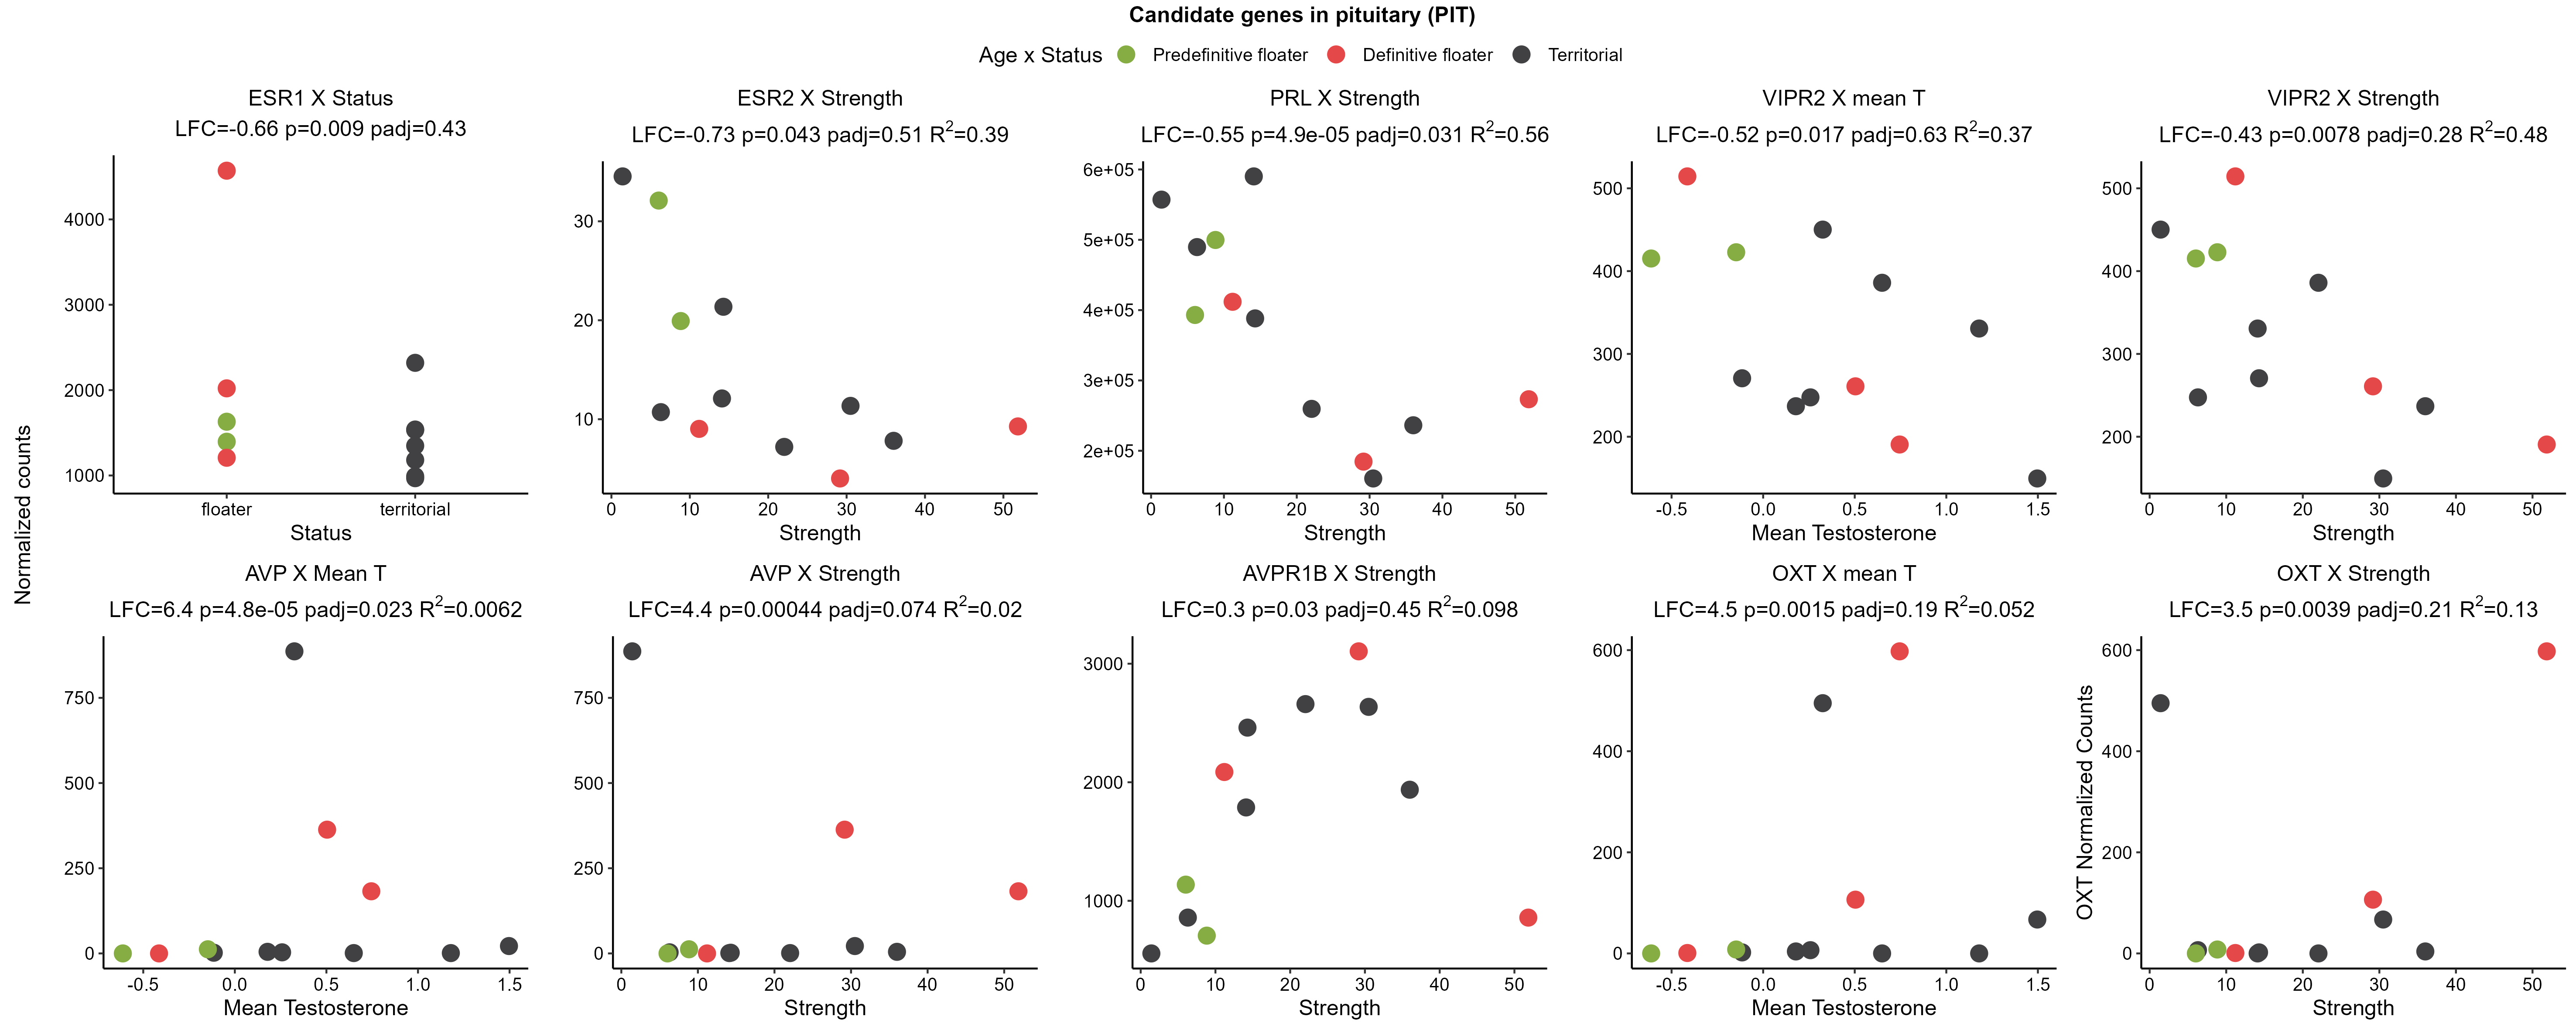 Candidate genes in pituitary (PIT)
Age x Status Predefinitive floater Definitive floater Territorial
Normalized counts
ESR1 X Status
LFC=-0.66 p=0.009 padj=0.43
4000
3000
2000
1000
floater territorial
Status
ESR2 X Strength
LFC=-0.73 p=0.043 padj=0.51 R²=0.39
30
20
10
0 10 20 30 40 50
Strength
PRL X Strength
LFC=-0.55 p=4.9e-05 padj=0.031 R²=0.56
6e+05
5e+05
4e+05
3e+05
2e+05
0 10 20 30 40 50
Strength
VIPR2 X mean T
LFC=-0.52 p=0.017 padj=0.63 R²=0.37
500
400
300
200
-0.5 0.0 0.5 1.0 1.5
Mean Testosterone
VIPR2 X Strength
LFC=-0.43 p=0.0078 padj=0.28 R²=0.48
500
400
300
200
0 10 20 30 40 50
Strength
AVP X Mean T
LFC=6.4 p=4.8e-05 padj=0.023 R²=0.0062
750
500
250
0
-0.5 0.0 0.5 1.0 1.5
Mean Testosterone
AVP X Strength
LFC=4.4 p=0.00044 padj=0.074 R²=0.02
750
500
250
0
0 10 20 30 40 50
Strength
AVPR1B X Strength
LFC=0.3 p=0.03 padj=0.45 R²=0.098
3000
2000
1000
0 10 20 30 40 50
Strength
OXT X mean T
LFC=4.5 p=0.0015 padj=0.19 R²=0.052
600
400
200
0
-0.5 0.0 0.5 1.0 1.5
Mean Testosterone
OXT X Strength
LFC=3.5 p=0.0039 padj=0.21 R²=0.13
OXT Normalized Counts
600
400
200
0
0 10 20 30 40 50
Strength